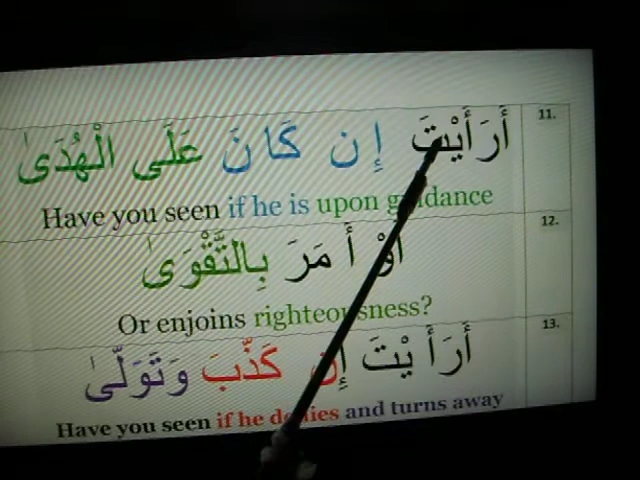 11. أَرَأَيْتَ إِن كَانَ عَلَى الْهُدَىٰ
Have you seen if he is upon guidance
12. أَوْ أَمَرَ بِالتَّقْوَىٰ
Or enjoins righteousness?
13. أَرَأَيْتَ إِن كَذَّبَ وَتَوَلَّىٰ
Have you seen if he denies and turns away